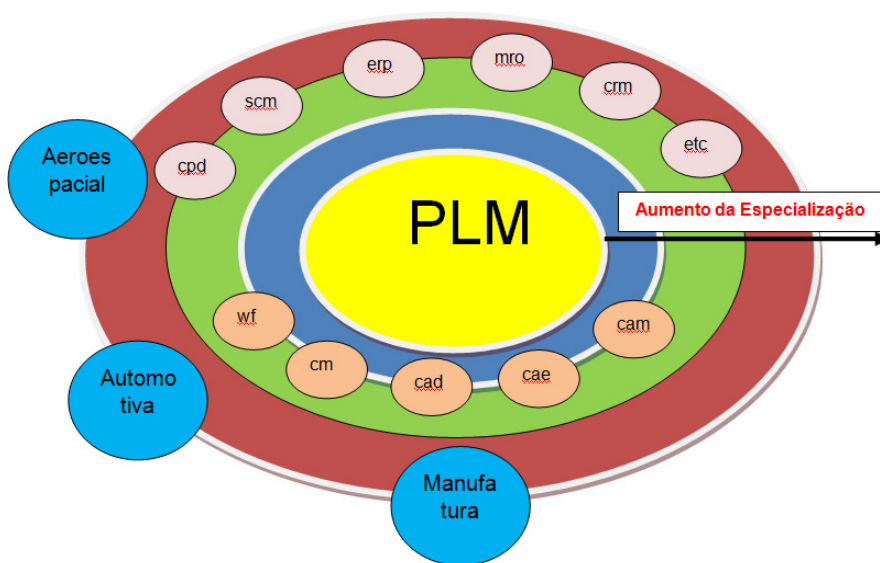 erp
mro
crm
scm
etc
cpd
Aeroes
pacial
PLM
Aumento da Especialização
wf
cam
cm
cad
cae
Automo
tiva
Manufa
tura